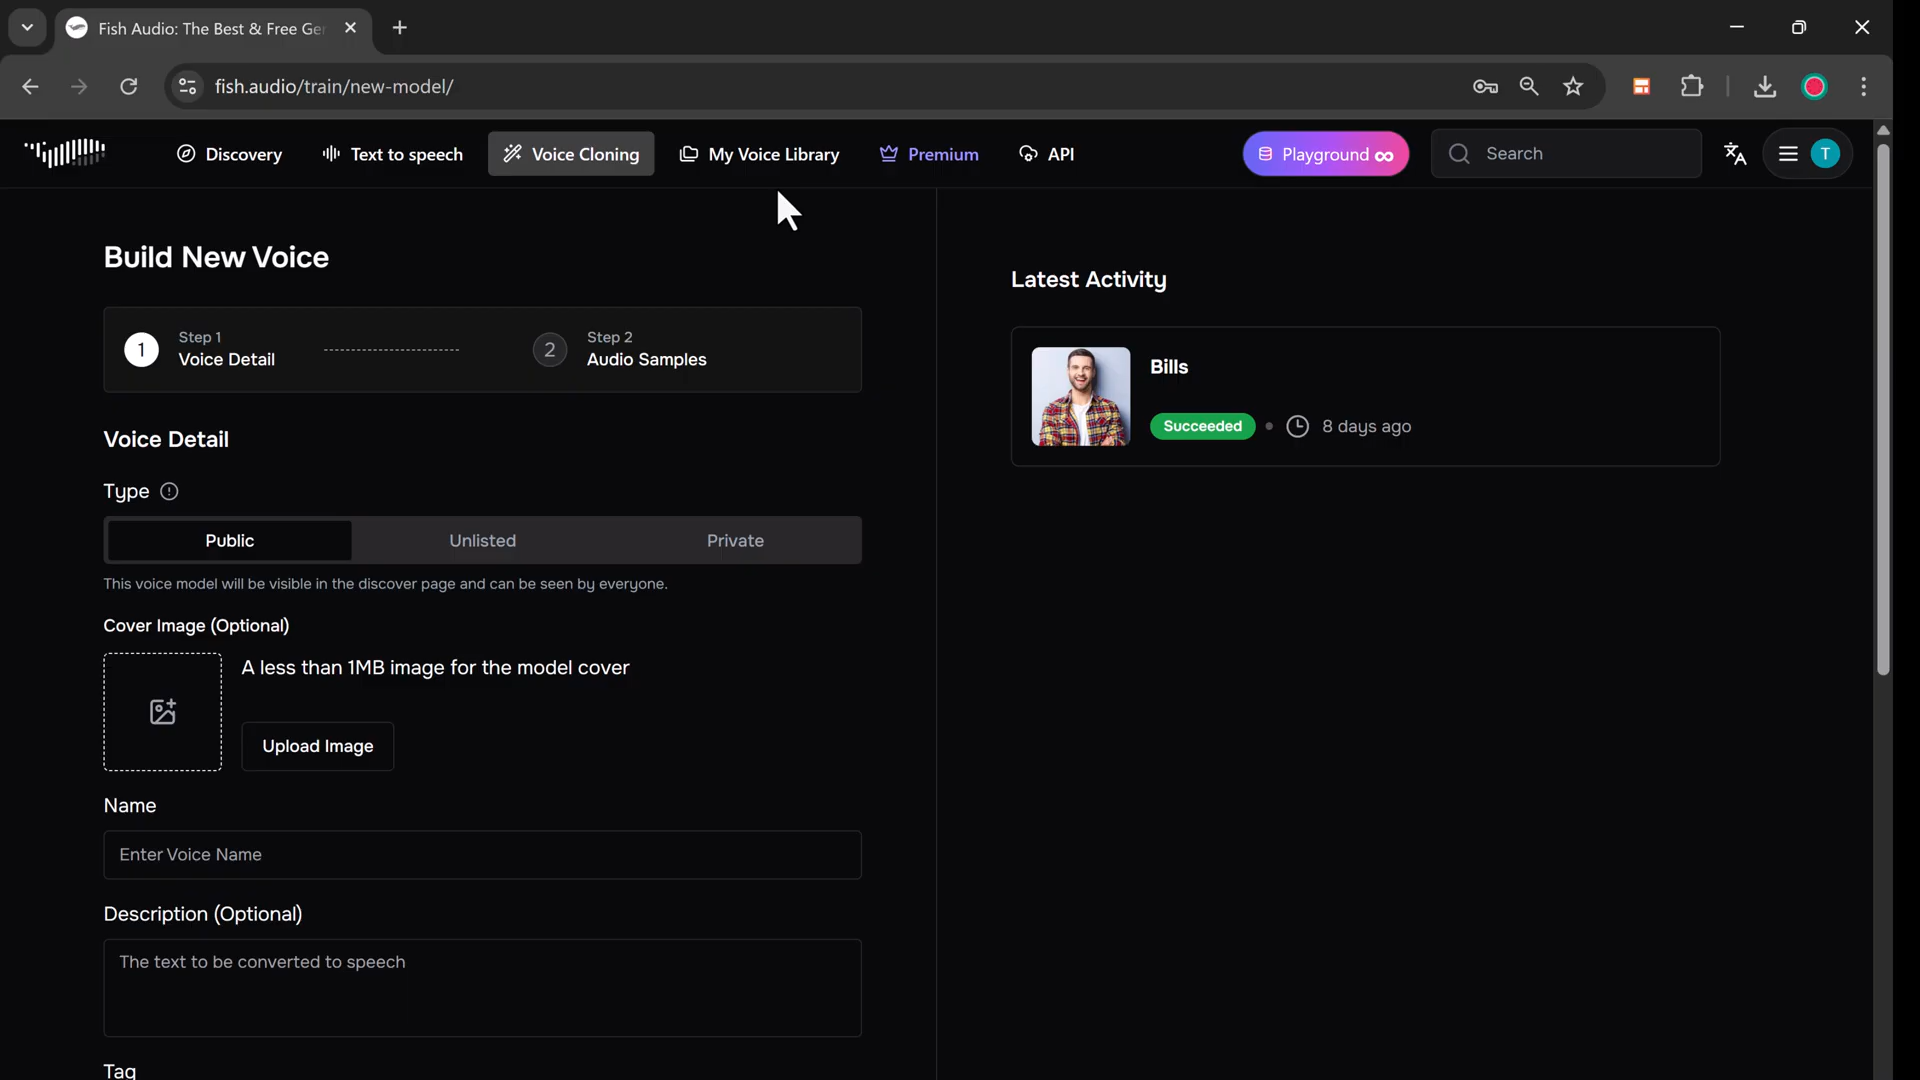 Fish Audio: The Best & Free Ger
fish.audio/train/new-model/
Discovery
Text to speech
Voice Cloning
My Voice Library
Premium
API
Playground ∞
Search
T
Build New Voice
1
Step 1
Voice Detail
2
Step 2
Audio Samples
Voice Detail
Type
Public
Unlisted
Private
This voice model will be visible in the discover page and can be seen by everyone.
Cover Image (Optional)
A less than 1MB image for the model cover
Upload Image
Name
Enter Voice Name
Description (Optional)
The text to be converted to speech
Tag
Latest Activity
Bills
Succeeded • 8 days ago